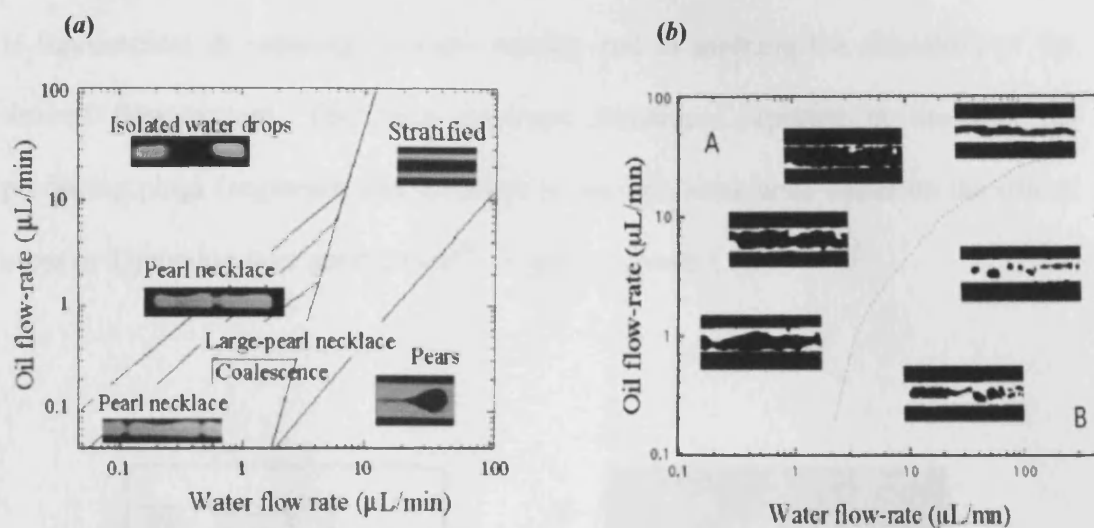 (a)
100
10
1
0.1
Oil flow-rate (μL/min)
Isolated water drops
Stratified
Pearl necklace
Large-pearl necklace
Coalescence
Pears
Pearl necklace
0.1
1
10
100
Water flow rate (μL/min)
(b)
100
10
1
0.1
Oil flow-rate (μL/mn)
A
B
0.1
1.0
10
100
Water flow-rate (μL/mn)